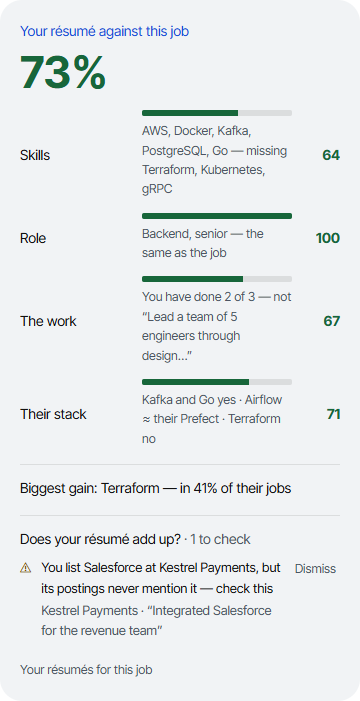 Your résumé against this job
73%
Skills
AWS, Docker, Kafka,
PostgreSQL, Go — missing
Terraform, Kubernetes,
gRPC
64
Role
Backend, senior — the
same as the job
100
The work
You have done 2 of 3 — not
“Lead a team of 5
engineers through
design…”
67
Their stack
Kafka and Go yes · Airflow
≈ their Prefect · Terraform
no
71
Biggest gain: Terraform — in 41% of their jobs
Does your résumé add up? · 1 to check
⚠ You list Salesforce at Kestrel Payments, but
its postings never mention it — check this
Dismiss
Kestrel Payments · “Integrated Salesforce
for the revenue team”
Your résumés for this job